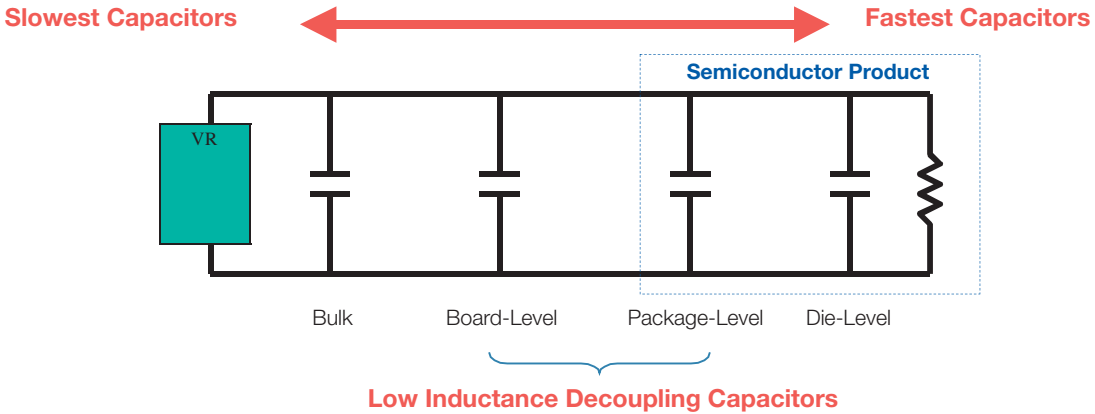 Slowest Capacitors
Fastest Capacitors
Semiconductor Product
VR
Bulk
Board-Level
Package-Level
Die-Level
Low Inductance Decoupling Capacitors